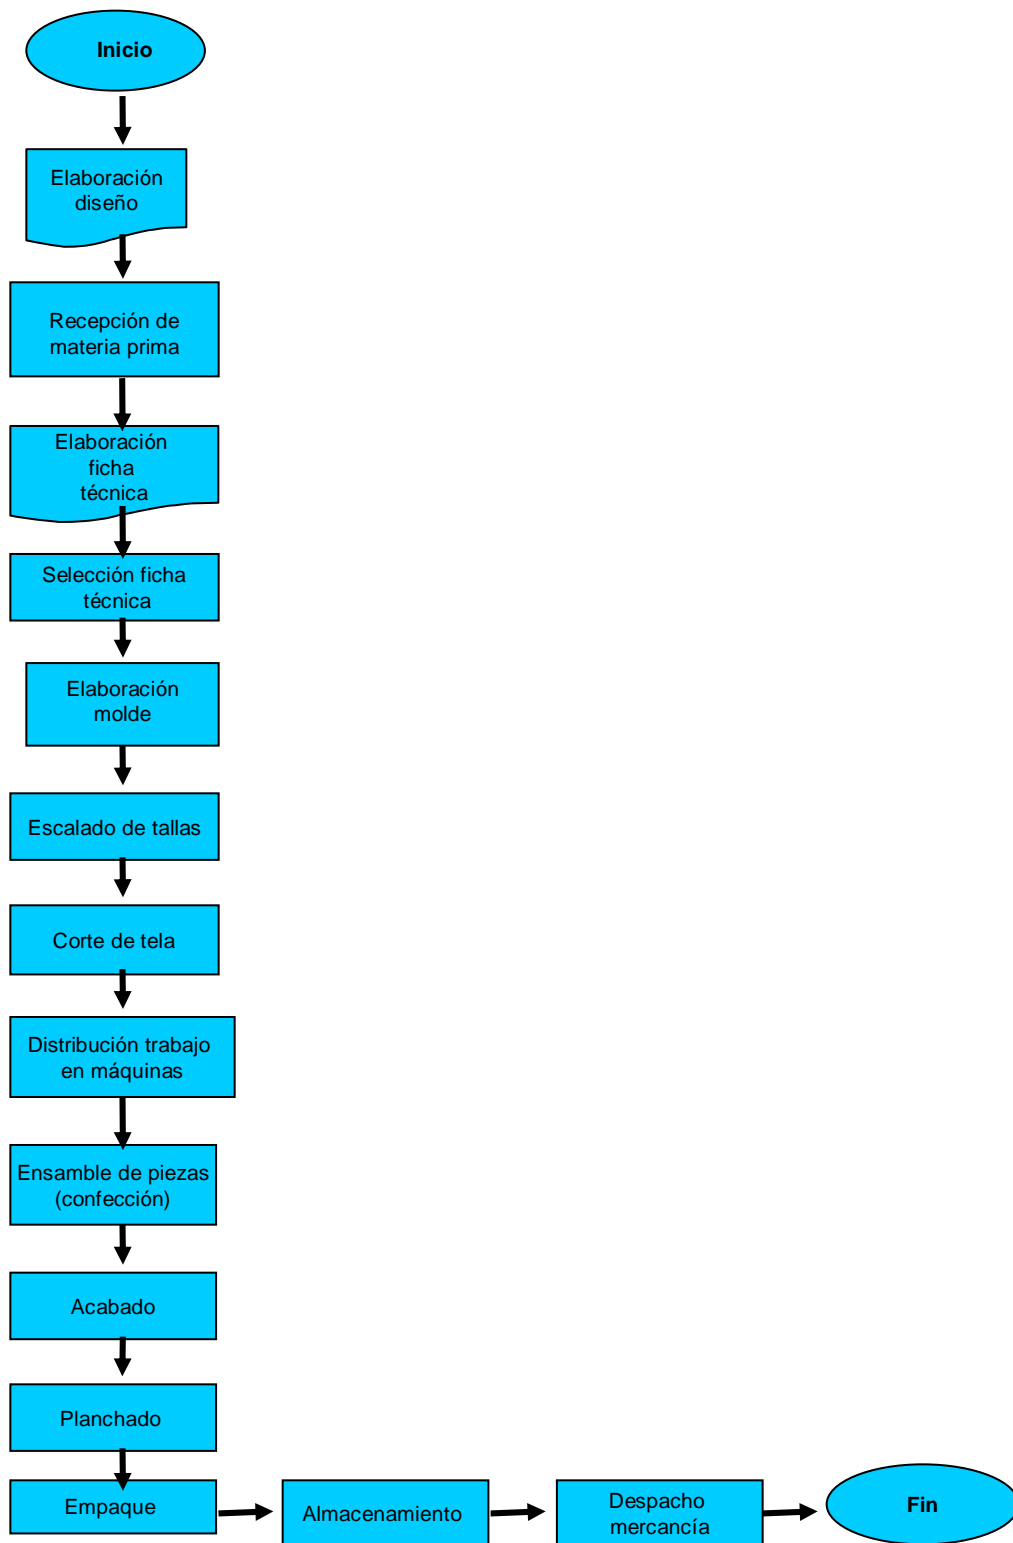 Inicio
Elaboración
diseño
Recepción de
materia prima
Elaboración
ficha
técnica
Selección ficha
técnica
Elaboración
molde
Escalado de tallas
Corte de tela
Distribución trabajo
en máquinas
Ensamble de piezas
(confección)
Acabado
Planchado
Empaque
Almacenamiento
Despacho
mercancía
Fin